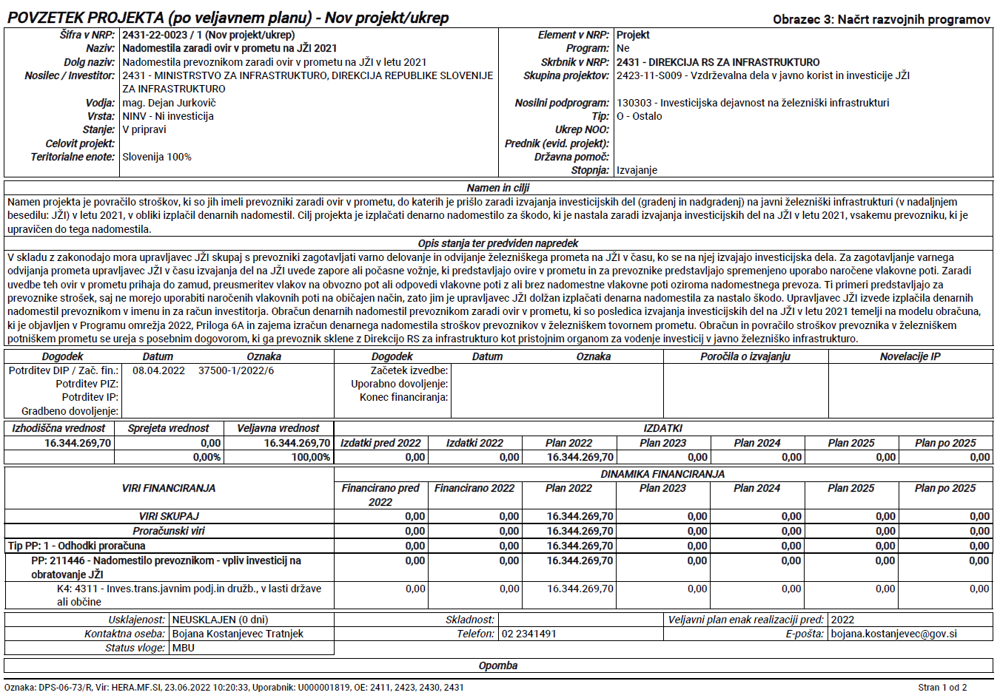 POVZETEK PROJEKTA (po veljavnem planu) - Nov projekt/ukrep
Obrazec 3: Načrt razvojnih programov
Šifra v NRP: 2431-22-0023 / 1 (Nov projekt/ukrep)
Naziv: Nadomestila zaradi ovir v prometu na JŽI 2021
Dolg naziv: Nadomestila prevoznikom zaradi ovir v prometu na JŽI v letu 2021
Nosilec / Investitor: 2431 - MINISTRSTVO ZA INFRASTRUKTURO, DIREKCIJA REPUBLIKE SLOVENIJE
ZA INFRASTRUKTURO
Vodja: mag. Dejan Jurkovič
Vrsta: NINV - Ni investicija
Stanje: V pripravi
Celovit projekt:
Teritorialne enote: Slovenija 100%
Element v NRP: Projekt
Program: Ne
Skrbnik v NRP: 2431 - DIREKCIJA RS ZA INFRASTRUKTURO
Skupina projektov: 2423-11-S009 - Vzdrževalna dela v javno korist in investicije JŽI
Nosilni podprogram: 130303 - Investicijska dejavnost na železniški infrastrukturi
Tip: O - Ostalo
Ukrep NOO:
Prednik (evid. projekt):
Državna pomoč:
Stopnja: Izvajanje
Namen in cilji
Namen projekta je povračilo stroškov, ki so jih imeli prevozniki zaradi ovir v prometu, do katerih je prišlo zaradi izvajanja investicijskih del (gradenj in nadgradenj) na javni železniški infrastrukturi (v nadaljnjem
besedilu: JŽI) v letu 2021, v obliki izplačil denarnih nadomestil. Cilj projekta je izplačati denarno nadomestilo za škodo, ki je nastala zaradi izvajanja investicijskih del na JŽI v letu 2021, vsakemu prevozniku, ki je
upravičen do tega nadomestila.
Opis stanja ter predviden napredek
V skladu z zakonodajo mora upravljavec JŽI skupaj s prevozniki zagotavljati varno delovanje in odvijanje železniškega prometa na JŽI v času, ko se na njej izvajajo investicijska dela. Za zagotavljanje varnega
odvijanja prometa upravljavec JŽI v času izvajanja del na JŽI uvede zapore ali počasne vožnje, ki predstavljajo ovire v prometu in za prevoznike predstavljajo spremenjeno uporabo naročene vlakovne poti. Zaradi
uvedbe teh ovir v prometu prihaja do zamud, preusmeritev vlakov na obvozno pot ali odpovedi vlakovne poti z ali brez nadomestne vlakovne poti oziroma nadomestnega prevoza. Ti primeri predstavljajo za
prevoznike strošek, saj ne morejo uporabiti naročenih vlakovnih poti na običajen način, zato jim je upravljavec JŽI dolžan izplačati denarna nadomestila za nastalo škodo. Upravljavec JŽI izvede izplačila denarnih
nadomestil prevoznikom v imenu in za račun investitorja. Obračun denarnih nadomestil prevoznikom zaradi ovir v prometu, ki so posledica izvajanja investicijskih del na JŽI v letu 2021 temelji na modelu obračuna,
ki je objavljen v Programu omrežja 2022, Priloga 6A in zajema izračun denarnega nadomestila stroškov prevoznikov v železniškem tovornem prometu. Obračun in povračilo stroškov prevoznika v železniškem
potniškem prometu se ureja s posebnim dogovorom, ki ga prevoznik sklene z Direkcijo RS za infrastrukturo kot pristojnim organom za vodenje investicij v javno železniško infrastrukturo.
Dogodek Datum Oznaka Dogodek Datum Oznaka Poročila o izvajanju Novelacije IP
Potrditev DIP / Zač. fin.: 08.04.2022 37500-1/2022/6 Začetek izvedbe:
Potrditev PIZ: Uporabno dovoljenje:
Potrditev IP: Konec financiranja:
Gradbeno dovoljenje:
Izhodiščna vrednost Sprejeta vrednost Veljavna vrednost IZDATKI
16.344.269,70 0,00 16.344.269,70 Izdatki pred 2022 Izdatki 2022 Plan 2022 Plan 2023 Plan 2024 Plan 2025 Plan po 2025
0,00% 100,00% 0,00 0,00 16.344.269,70 0,00 0,00 0,00 0,00
VIRI FINANCIRANJA DINAMIKA FINANCIRANJA
Financirano pred
2022 Financirano 2022 Plan 2022 Plan 2023 Plan 2024 Plan 2025 Plan po 2025
VIRI SKUPAJ 0,00 0,00 16.344.269,70 0,00 0,00 0,00 0,00
Proračunski viri 0,00 0,00 16.344.269,70 0,00 0,00 0,00 0,00
Tip PP: 1 - Odhodki proračuna 0,00 0,00 16.344.269,70 0,00 0,00 0,00 0,00
PP: 211446 - Nadomestilo prevoznikom - vpliv investicij na 0,00 0,00 16.344.269,70 0,00 0,00 0,00 0,00
obratovanje JŽI
K4: 4311 - Inves.trans.javnim podj.in družb., v lasti države 0,00 0,00 16.344.269,70 0,00 0,00 0,00 0,00
ali občine
Usklajenost: NEUSKLAJEN (0 dni) Skladnost: Veljavni plan enak realizaciji pred: 2022
Kontaktna oseba: Bojana Kostanjevec Tratnjek Telefon: 02 2341491 E-pošta: bojana.kostanjevec@gov.si
Status vloge: MBU
Opomba
Oznaka: DPS-06-73/R, Vir: HERA.MF.SI, 23.06.2022 10:20:33, Uporabnik: U000001819, OE: 2411, 2423, 2430, 2431
Stran 1 od 2